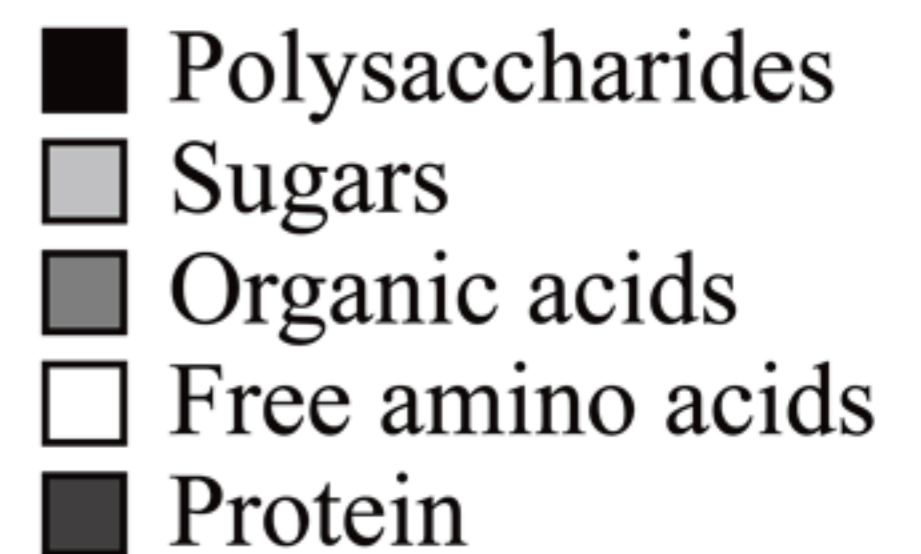 Polysaccharides
Sugars
Organic acids
Free amino acids
Protein